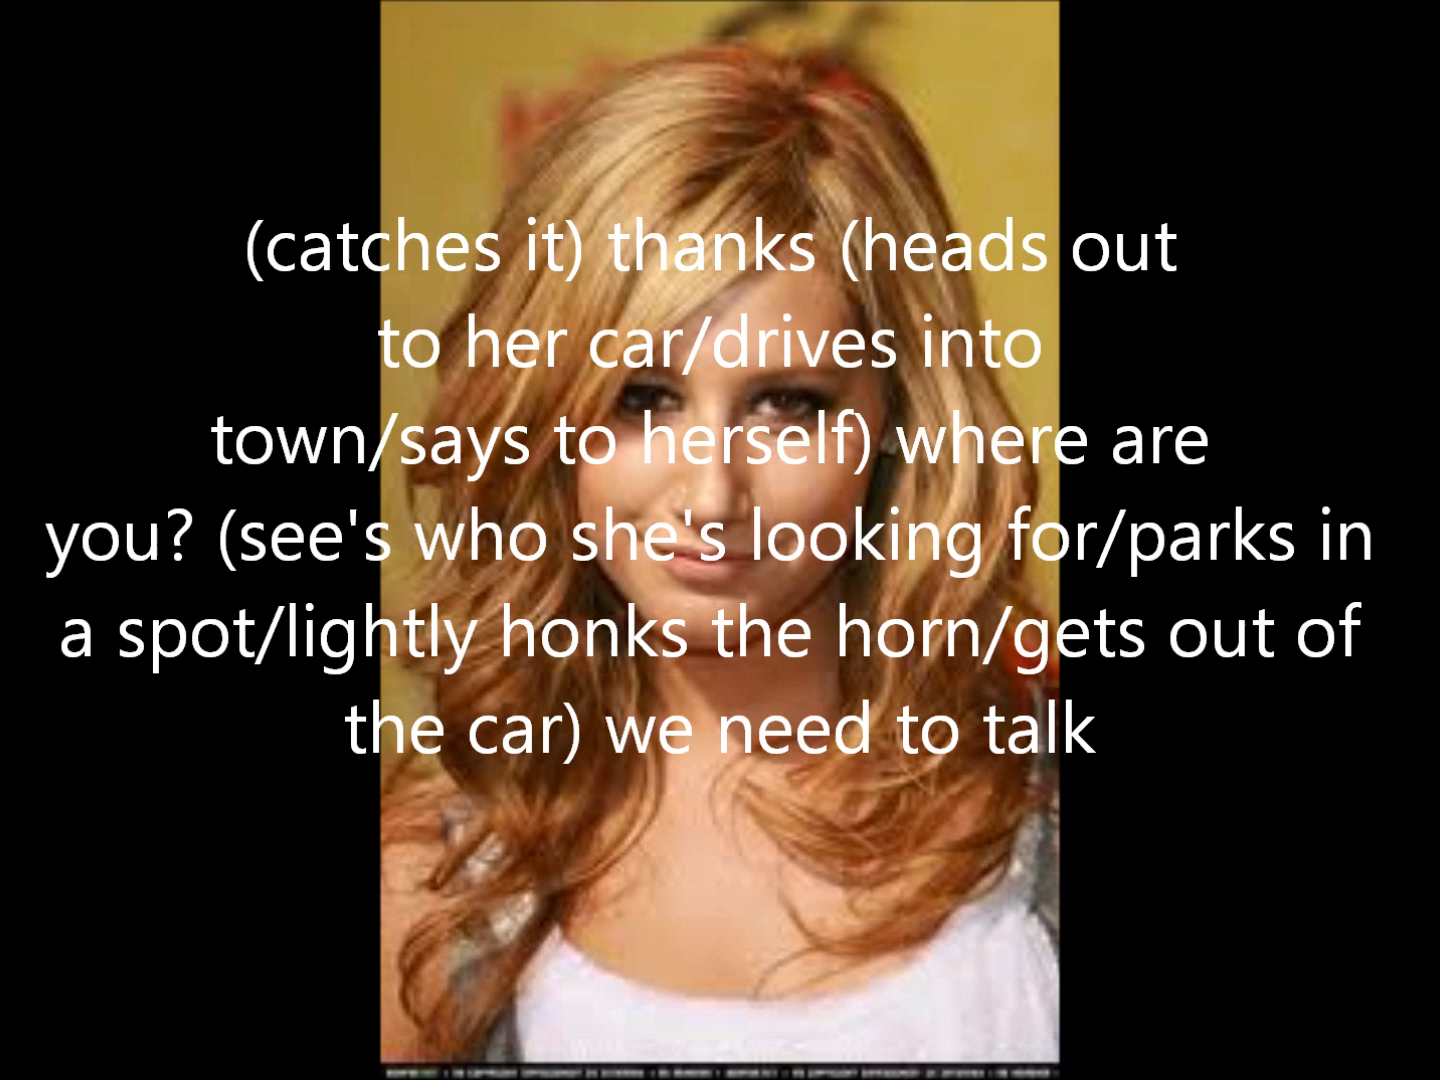 (catches it) thanks (heads out
to her car/drives into
town/says to herself) where are
you? (see's who she's looking for/parks in
a spot/lightly honks the horn/gets out of
the car) we need to talk